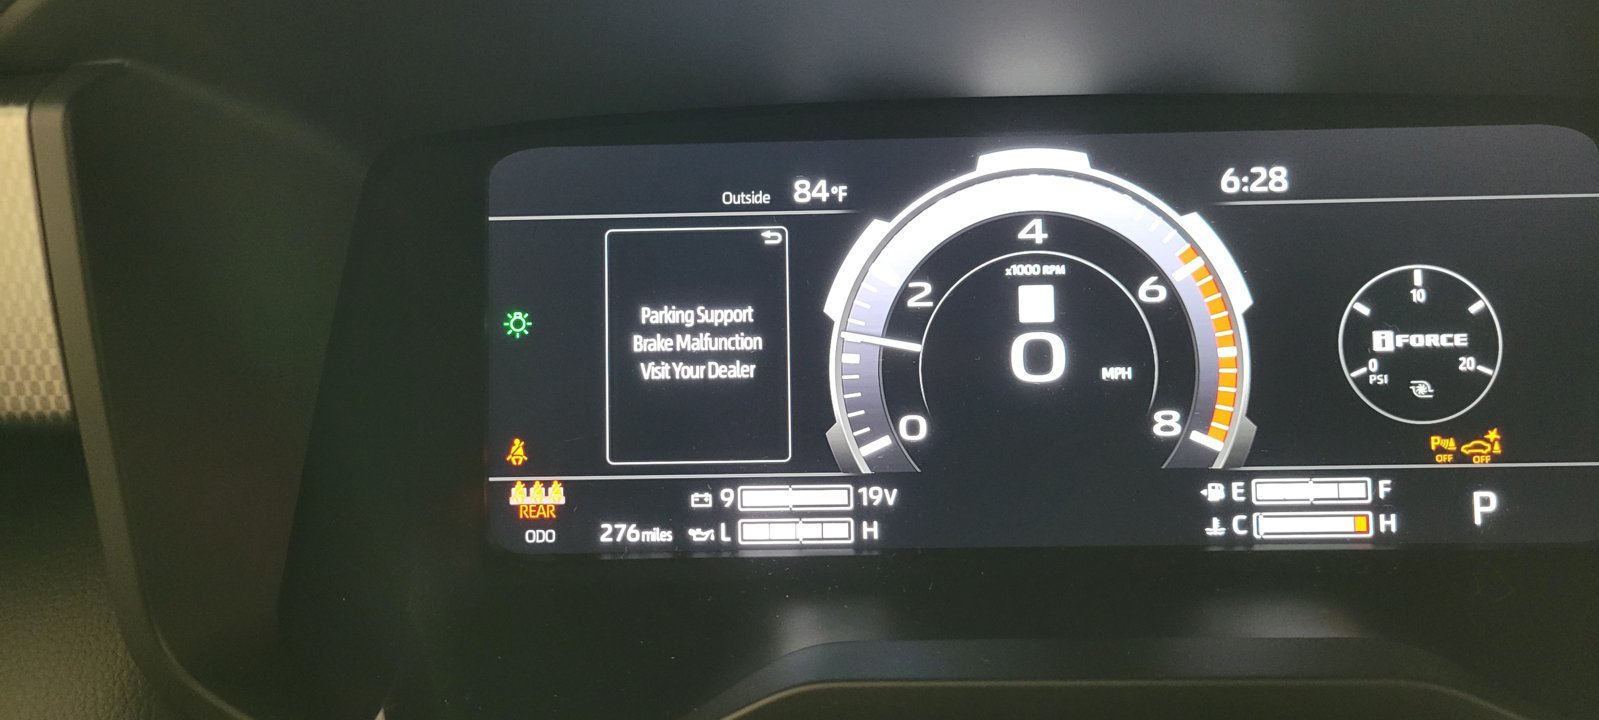 Outside 84°F
6:28
Parking Support
Brake Malfunction
Visit Your Dealer
0
2
4
6
8
x1000 RPM
0 MPH
10
iFORCE
0 20
PSI
P OFF OFF
REAR
ODO 276 miles
9 19V
L H
E F
C H
P